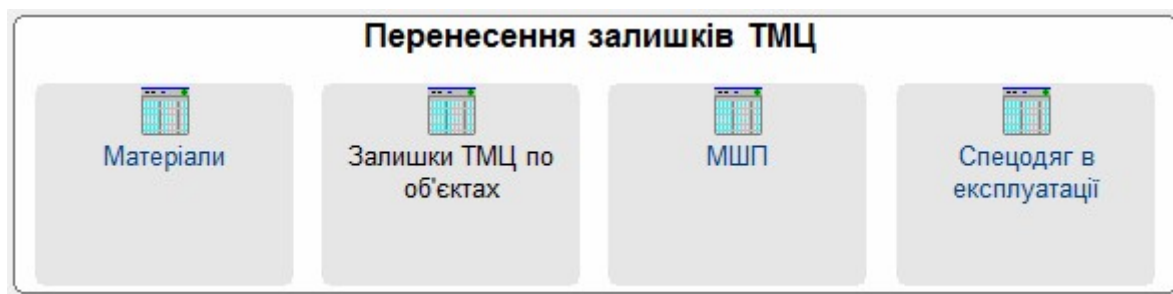 Перенесення залишків ТМЦ
Матеріали
Залишки ТМЦ по
об'єктах
МШП
Спецодяг в
експлуатації